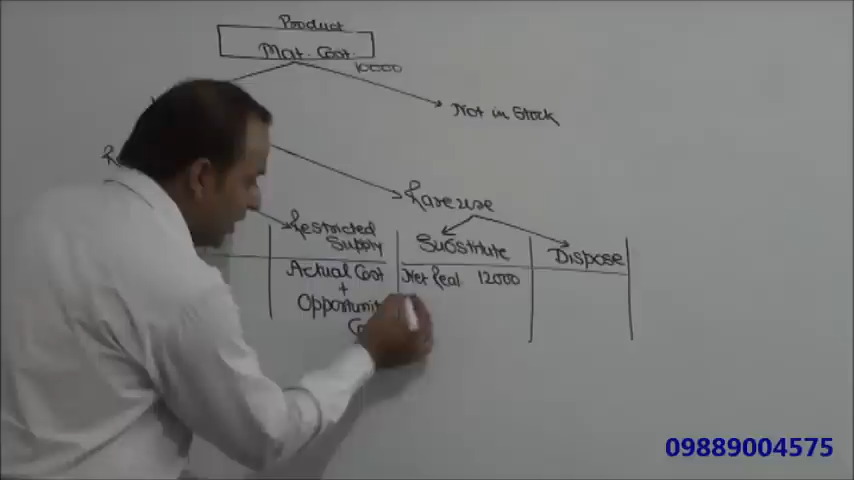 Product
Mat. Cost
10000
Not in Stock
Rare use
Restricted
Supply
Substitute
Dispose
Actual Cost
+
Net Real 12000
09889004575